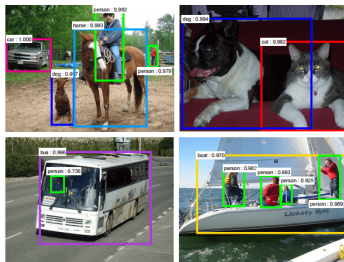 person : 0.992
horse : 0.993
car : 1.000
dog : 0.997
person : 0.979
dog : 0.994
cat : 0.982
bus : 0.996
person : 0.736
boat : 0.970
person : 0.983
person : 0.983
person : 0.925
person : 0.989
Lickety Split